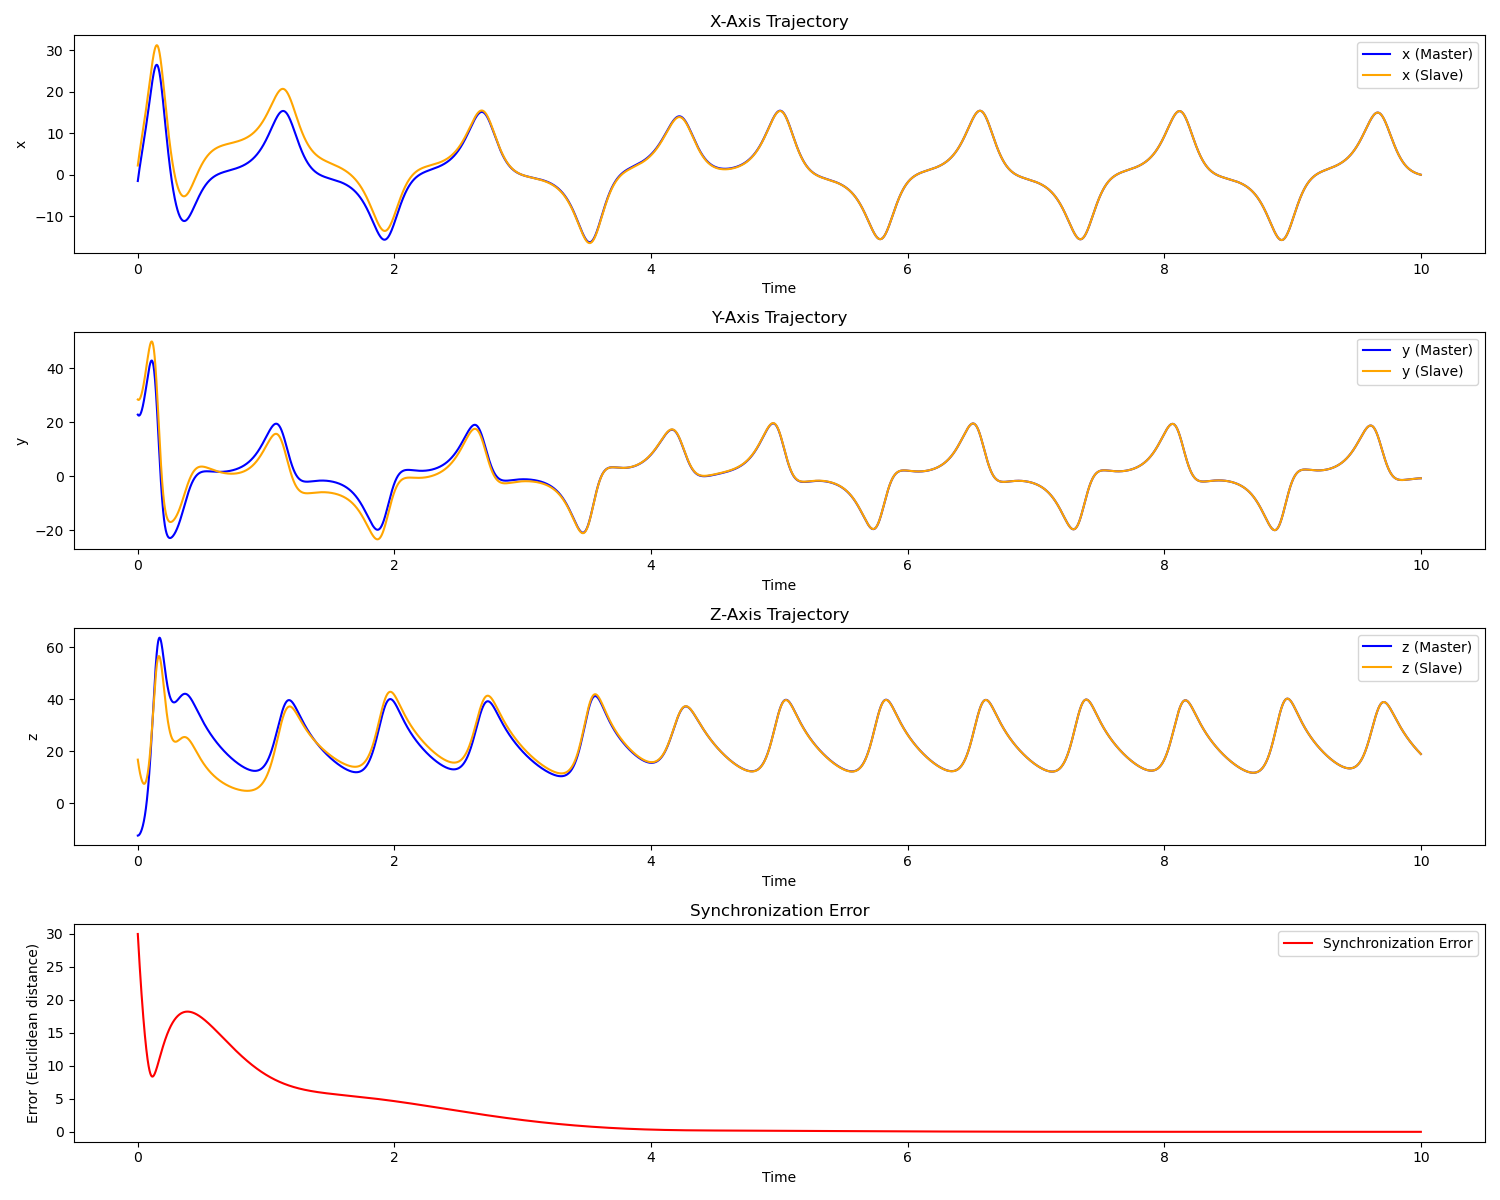 X-Axis Trajectory
30
20
10
0
−10
x
x (Master)
x (Slave)
0 2 4 6 8 10
Time
Y-Axis Trajectory
40
20
0
−20
y
y (Master)
y (Slave)
0 2 4 6 8 10
Time
Z-Axis Trajectory
60
40
20
0
z
z (Master)
z (Slave)
0 2 4 6 8 10
Time
Synchronization Error
30
25
20
15
10
5
0
Error (Euclidean distance)
Synchronization Error
0 2 4 6 8 10
Time